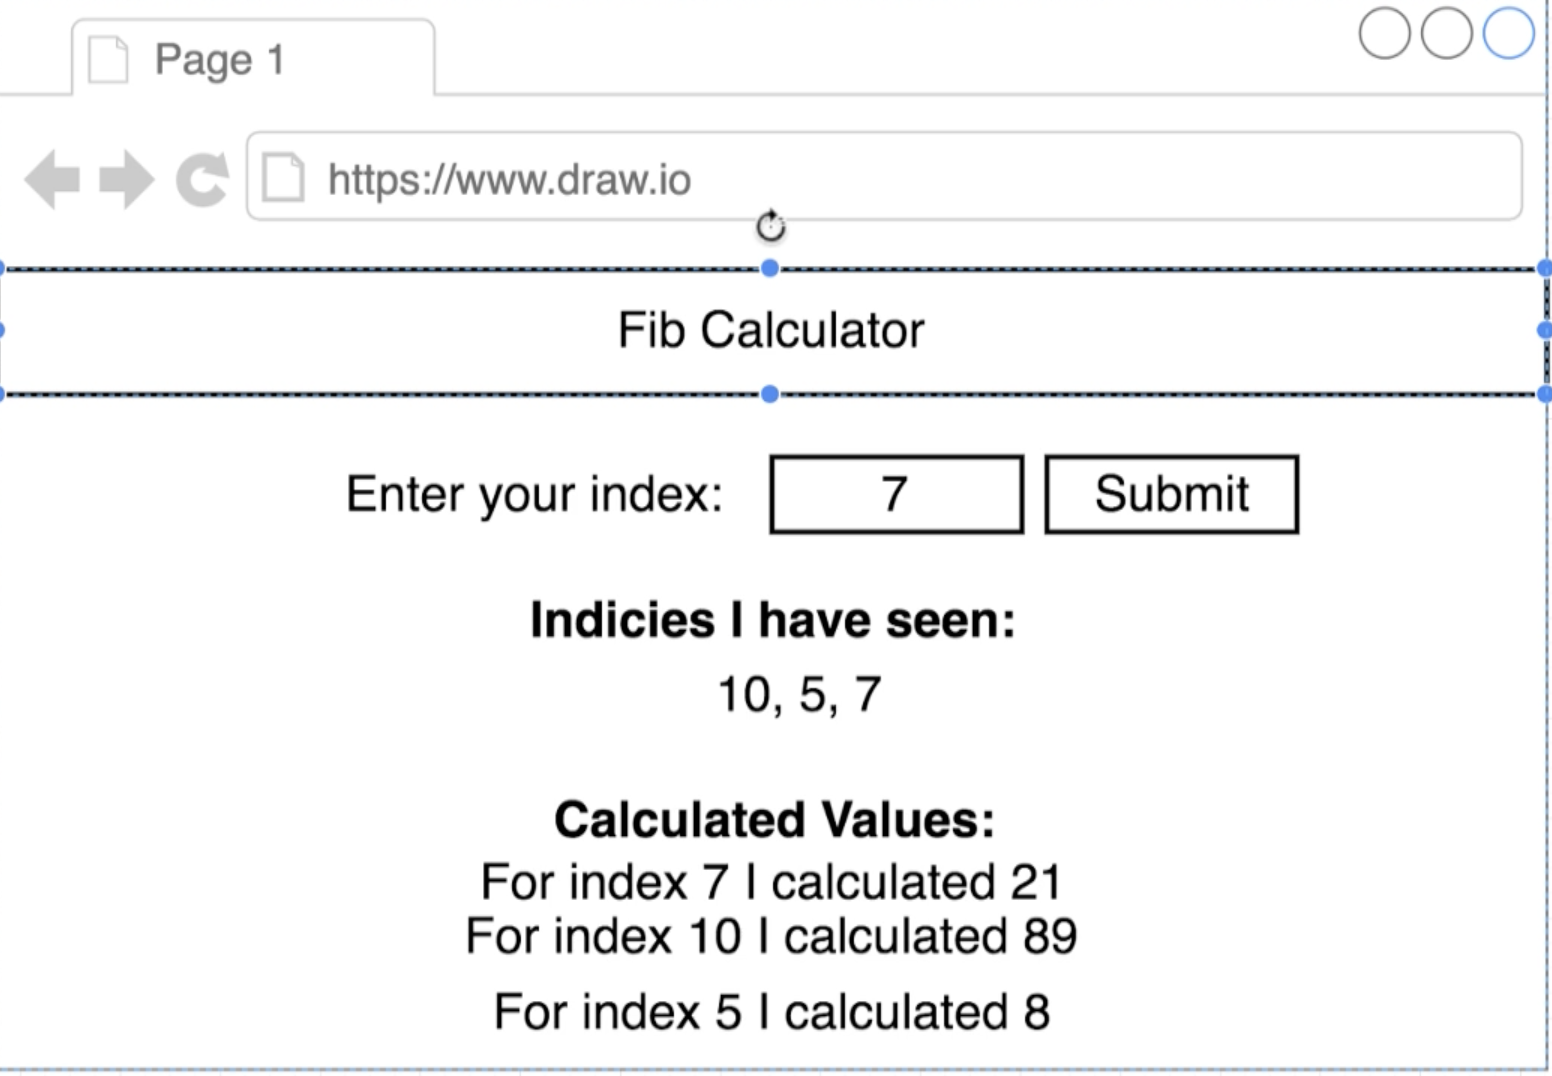 Page 1
https://www.draw.io
Fib Calculator
Enter your index: 7 Submit
Indicies I have seen:
10, 5, 7
Calculated Values:
For index 7 I calculated 21
For index 10 I calculated 89
For index 5 I calculated 8